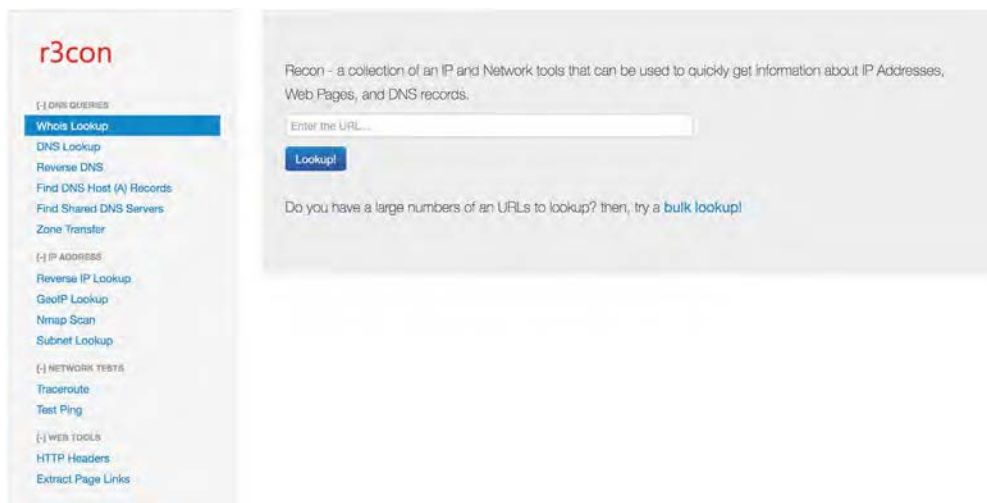 r3con
[-] DNS QUERIES
Whois Lookup
DNS Lookup
Reverse DNS
Find DNS Host (A) Records
Find Shared DNS Servers
Zone Transfer
[-] IP ADDRESS
Reverse IP Lookup
GeoIP Lookup
Nmap Scan
Subnet Lookup
[-] NETWORK TESTS
Traceroute
Test Ping
[-] WEB TOOLS
HTTP Headers
Extract Page Links
Recon - a collection of an IP and Network tools that can be used to quickly get information about IP Addresses,
Web Pages, and DNS records.
Enter the URL...
Lookup!
Do you have a large numbers of an URLs to lookup? then, try a bulk lookup!